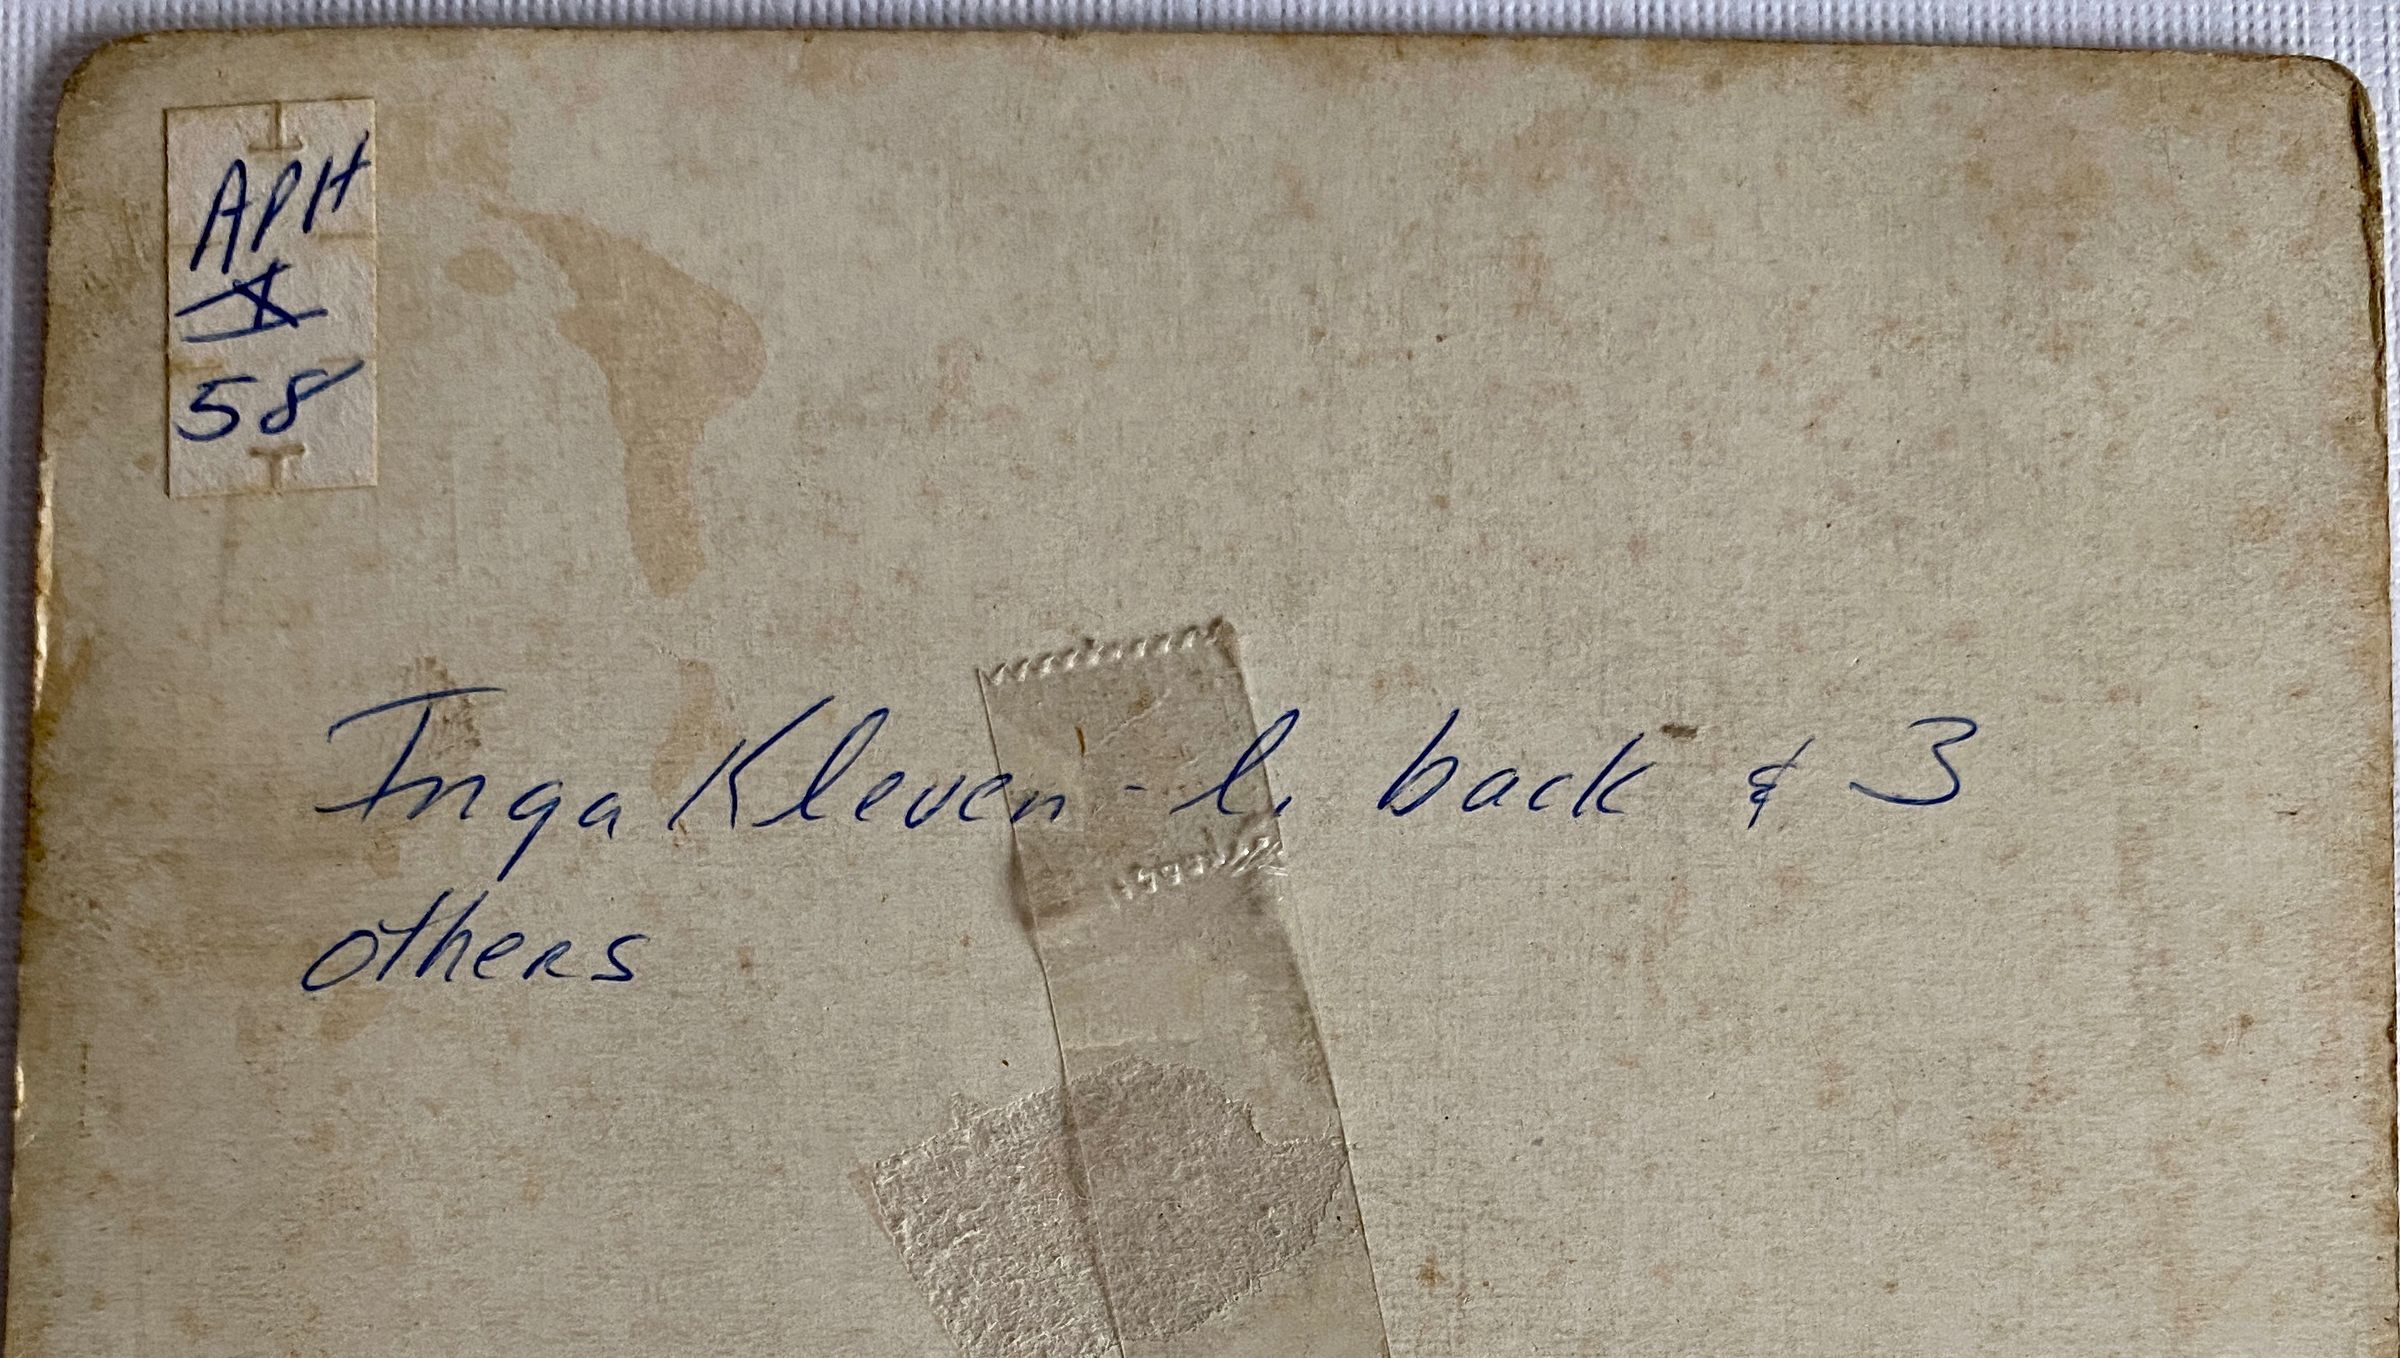 APH
X
58
Inga Kleven - l. back & 3
others